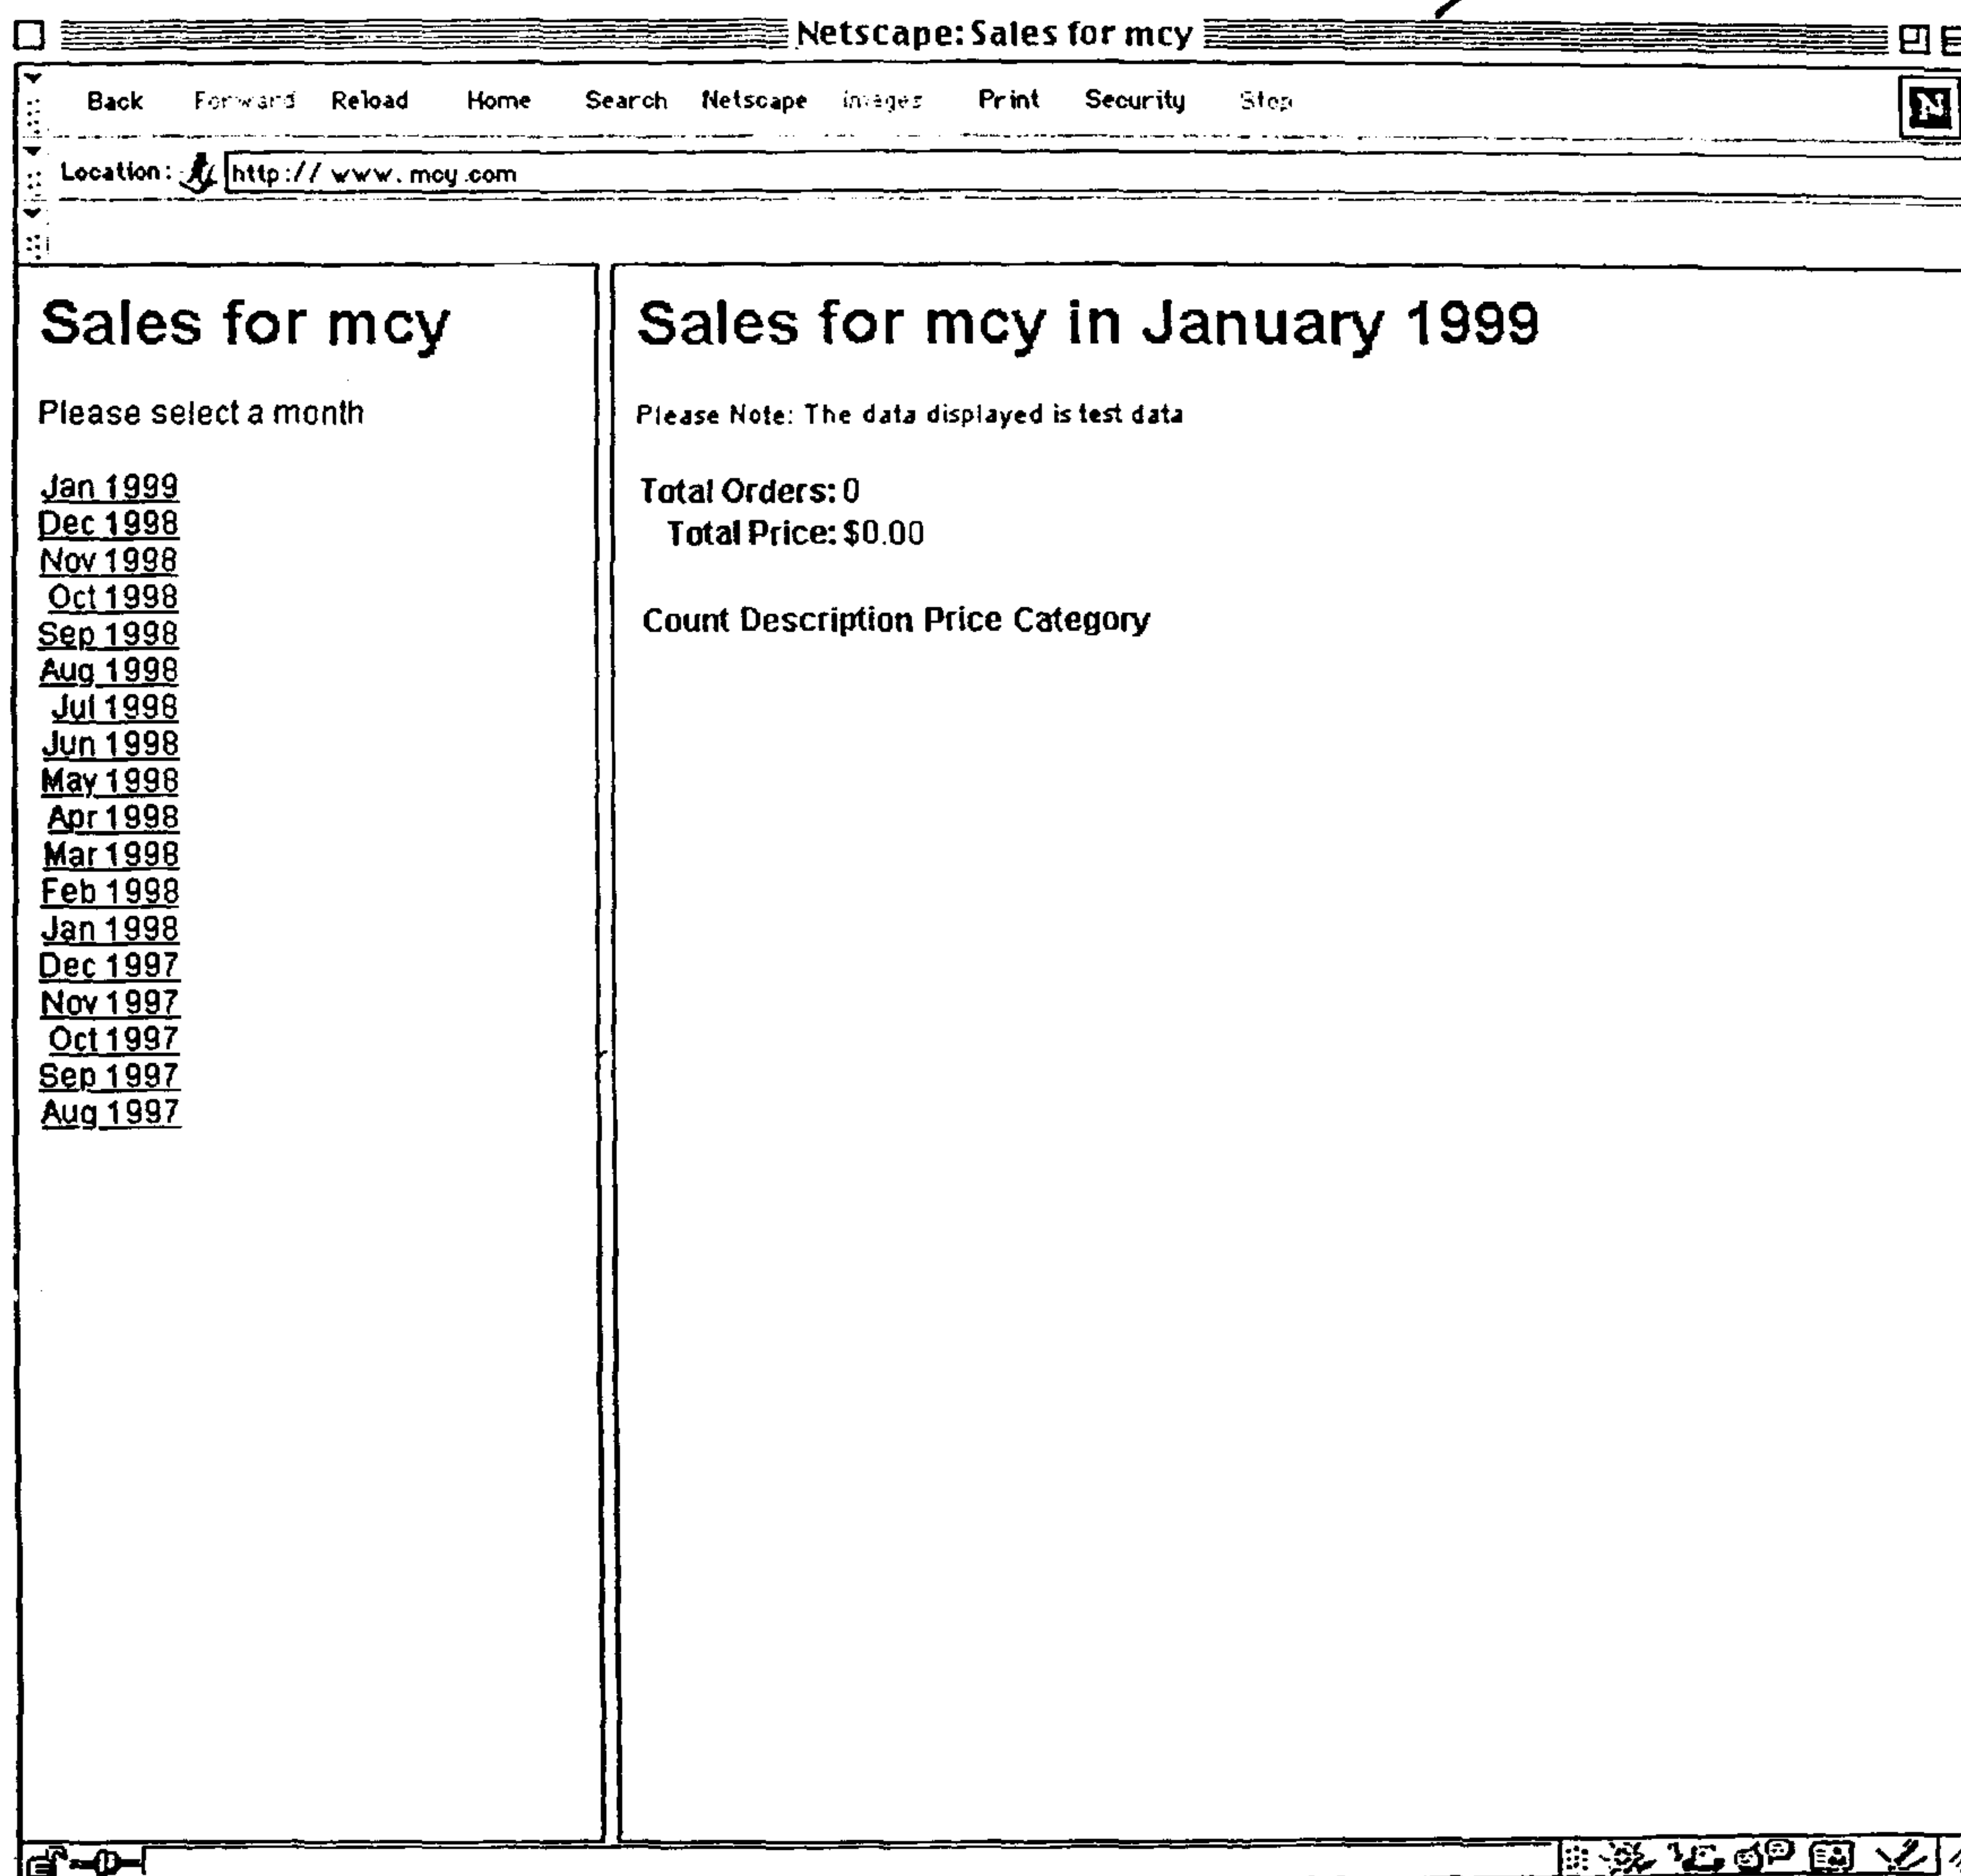 Netscape: Sales for mcy
Back Forward Reload Home Search Netscape Images Print Security Stop
N
Location: http://www.mcy.com
Sales for mcy
Please select a month
Jan 1999
Dec 1998
Nov 1998
Oct 1998
Sep 1998
Aug 1998
Jul 1998
Jun 1998
May 1998
Apr 1998
Mar 1998
Feb 1998
Jan 1998
Dec 1997
Nov 1997
Oct 1997
Sep 1997
Aug 1997
Sales for mcy in January 1999
Please Note: The data displayed is test data
Total Orders: 0
Total Price: $0.00
Count Description Price Category